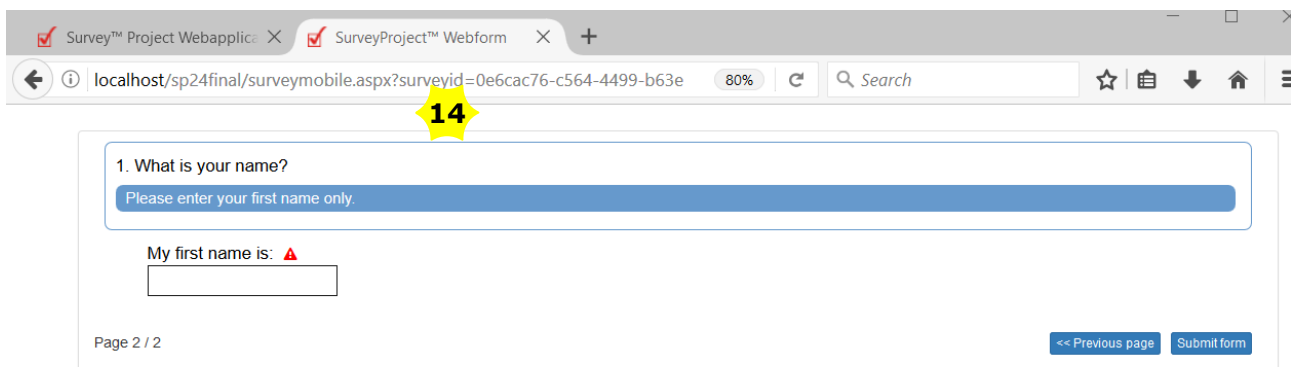 Survey™ Project Webapplica
SurveyProject™ Webform
localhost/sp24final/surveymobile.aspx?surveyid=0e6cac76-c564-4499-b63e
80%
Search
14
1. What is your name?
Please enter your first name only.
My first name is:
Page 2 / 2
<< Previous page
Submit form